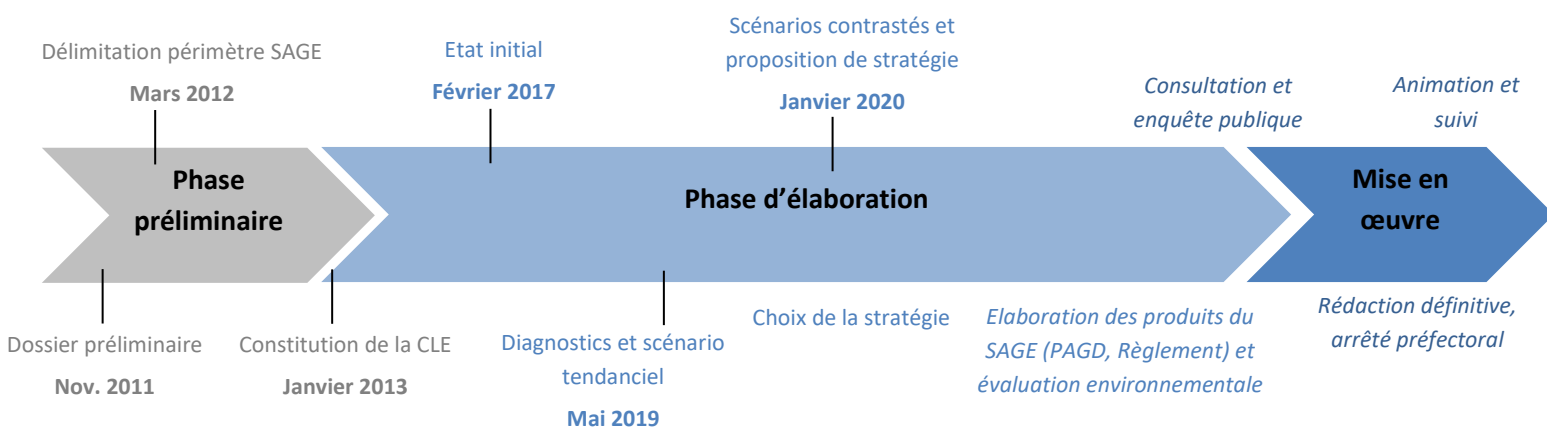 Délimitation périmètre SAGE
Mars 2012
Etat initial
Février 2017
Scénarios contrastés et
proposition de stratégie
Janvier 2020
Consultation et
enquête publique
Animation et
suivi
Phase
préliminaire
Phase d’élaboration
Mise en
œuvre
Dossier préliminaire
Nov. 2011
Constitution de la CLE
Janvier 2013
Diagnostics et scénario
tendanciel
Mai 2019
Choix de la stratégie
Elaboration des produits du
SAGE (PAGD, Règlement) et
évaluation environnementale
Rédaction définitive,
arrêté préfectoral